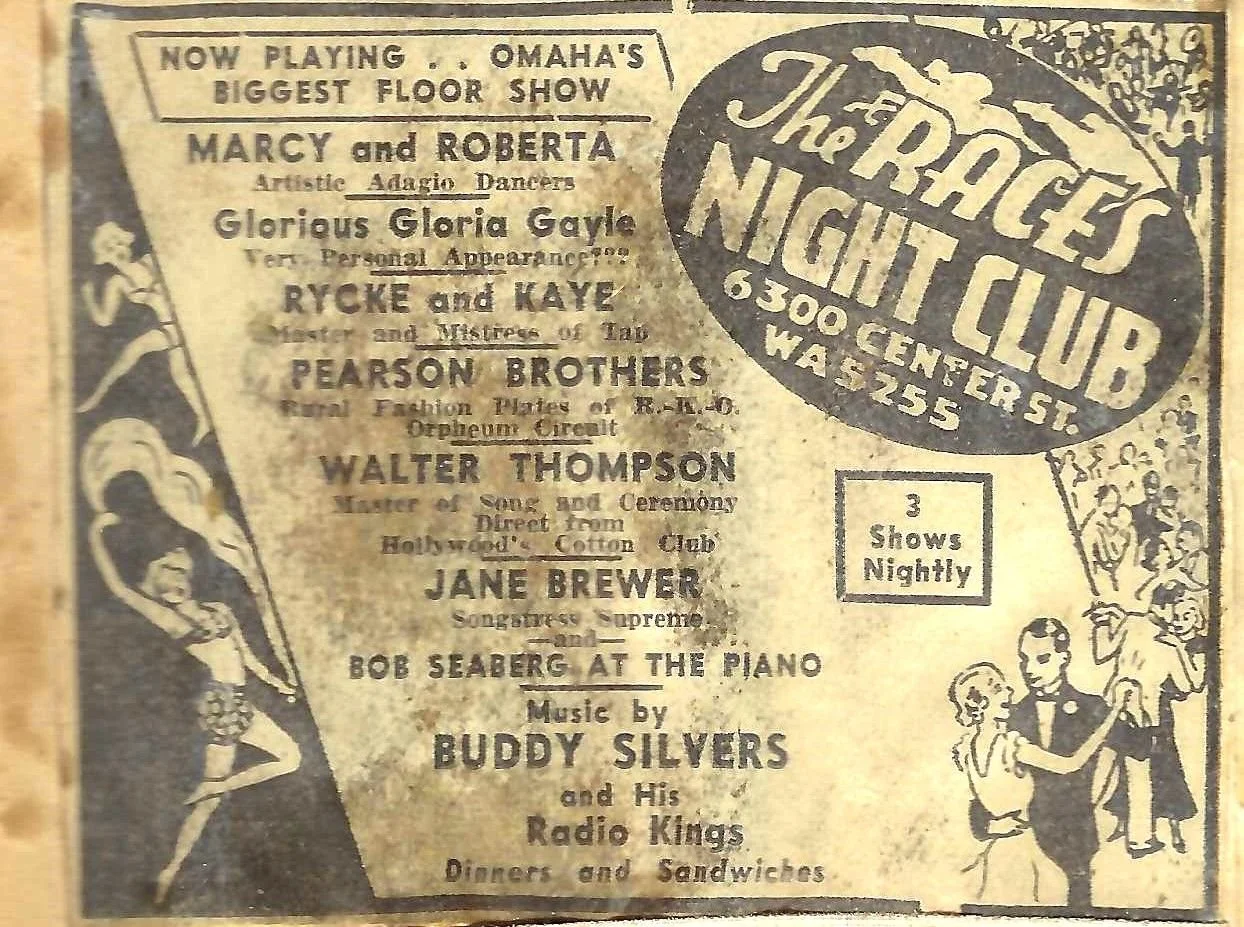 NOW PLAYING . . OMAHA'S
BIGGEST FLOOR SHOW
MARCY and ROBERTA
Artistic Adagio Dancers
Glorious Gloria Gayle
Very Personal Appearance???
RYCKE and KAYE
Master and Mistress of Tap
PEARSON BROTHERS
Rural Fashion Plates of R.-K.-O.
Orpheum Circuit
WALTER THOMPSON
Master of Song and Ceremony
Direct from
Hollywood's Cotton Club
JANE BREWER
Songstress Supreme
—and—
BOB SEABERG AT THE PIANO
Music by
BUDDY SILVERS
and His
Radio Kings
Dinners and Sandwiches
The RACES
NIGHT CLUB
6300 CENTER ST.
WA 5255
3
Shows
Nightly